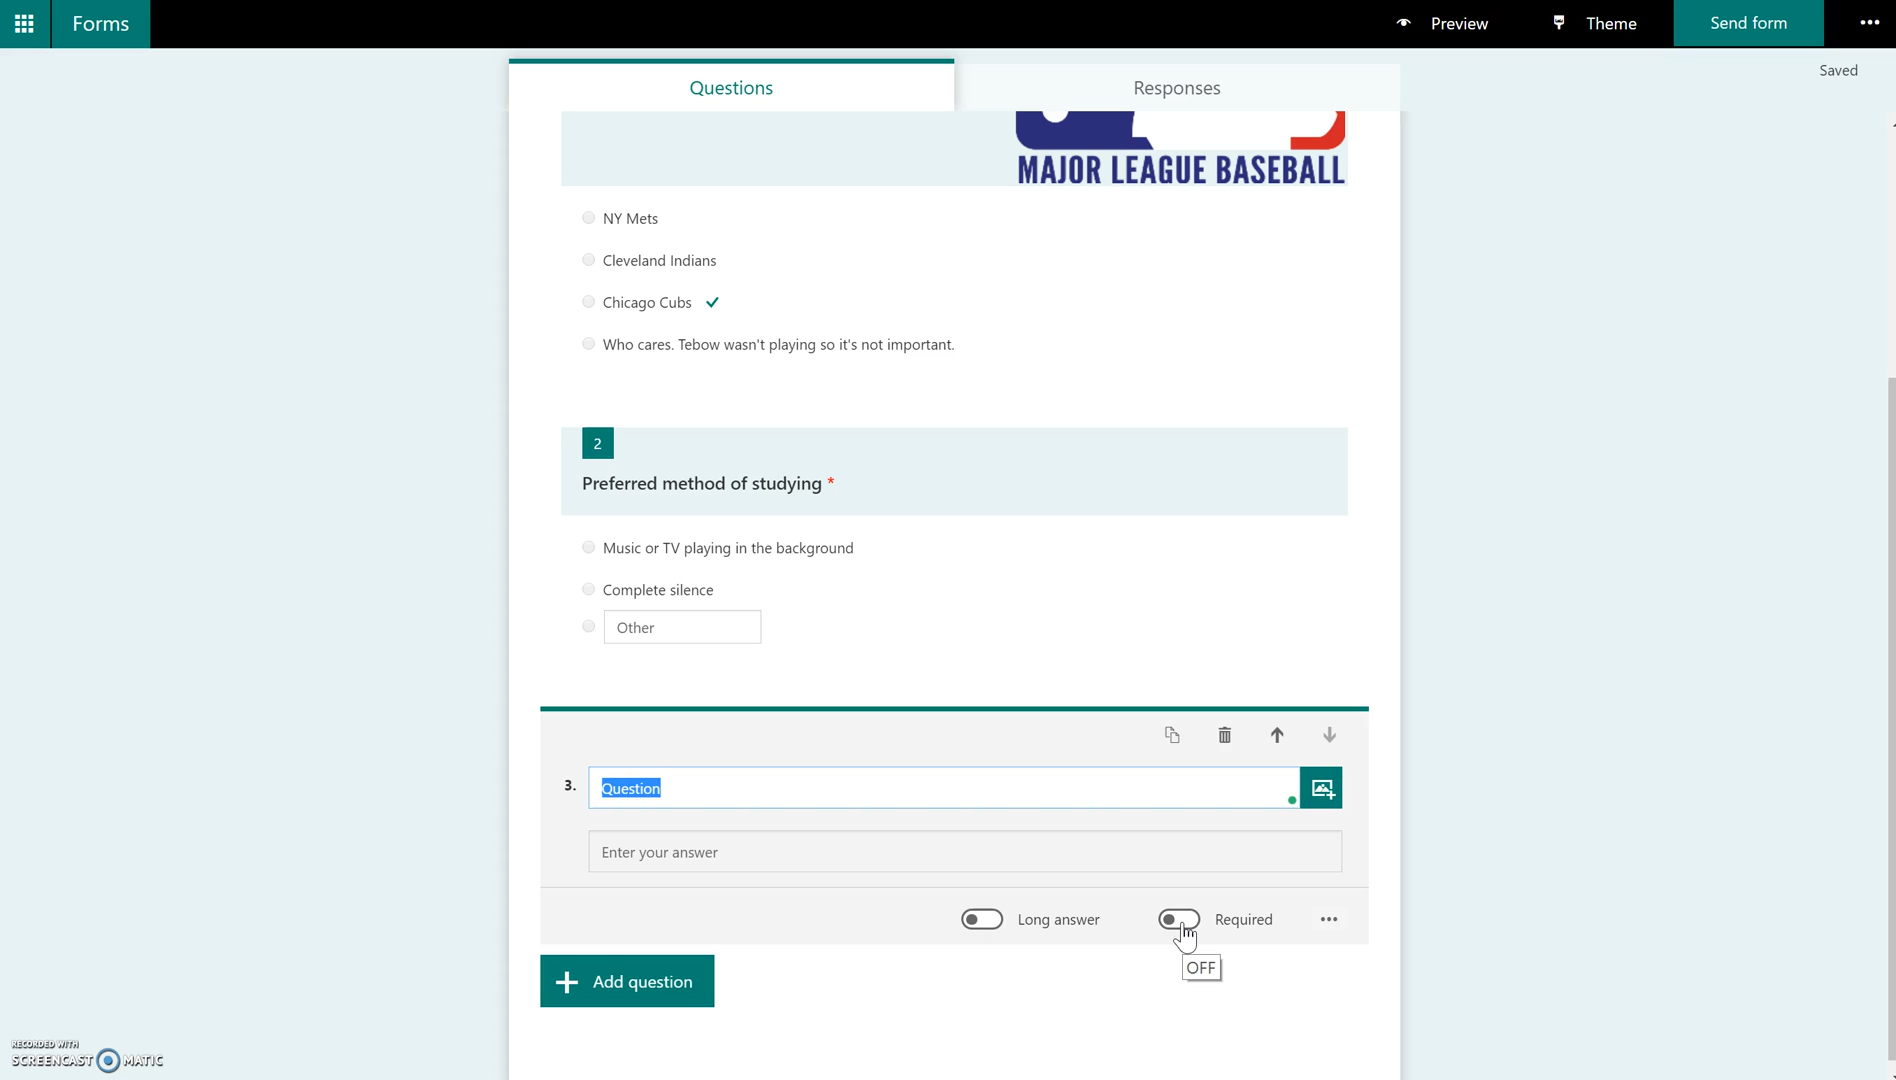 Forms
Preview
Theme
Send form
Questions
Responses
Saved
MAJOR LEAGUE BASEBALL
NY Mets
Cleveland Indians
Chicago Cubs
Who cares. Tebow wasn't playing so it's not important.
2
Preferred method of studying *
Music or TV playing in the background
Complete silence
Other
3.
Question
Enter your answer
Long answer
Required
OFF
Add question
RECORDED WITH
SCREENCAST MATIC